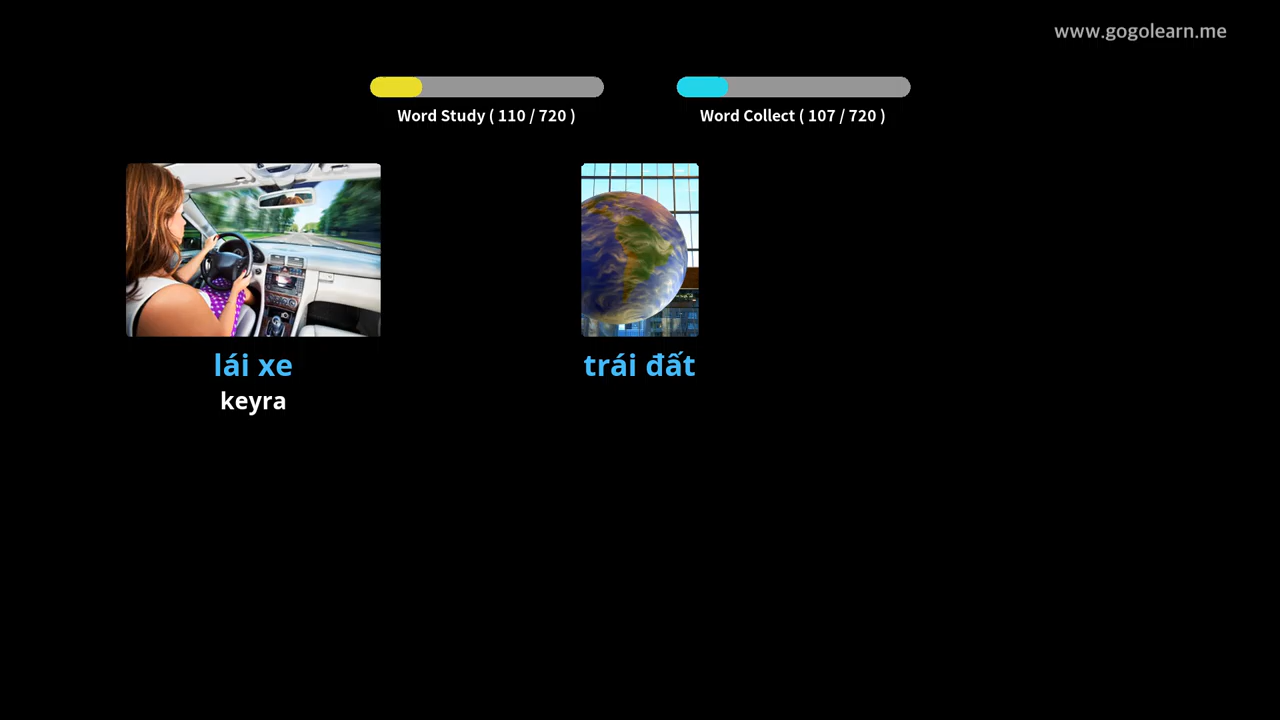 www.gogolearn.me
Word Study ( 110 / 720 )
Word Collect ( 107 / 720 )
lái xe
keyra
trái đất